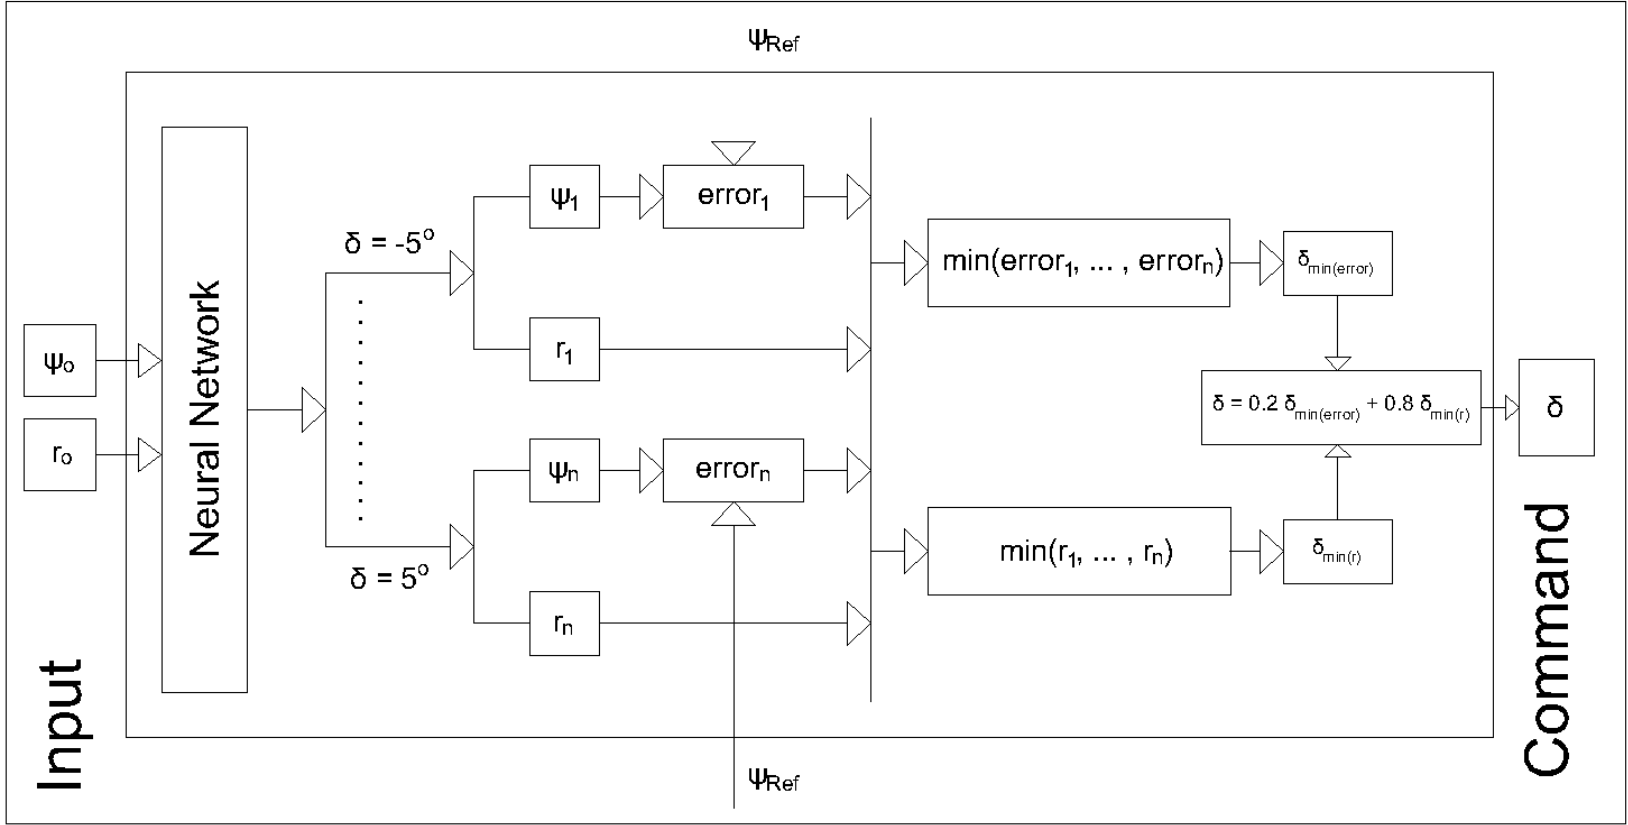 ψRef
ψ1
error1
δ = -5o
min(error1, ... , errorn)
δmin(error)
r1
Neural Network
ψo
ro
δ = 0.2 δmin(error) + 0.8 δmin(r)
δ
ψn
errorn
min(r1, ... , rn)
δmin(r)
δ = 5o
rn
Input
Command
ψRef